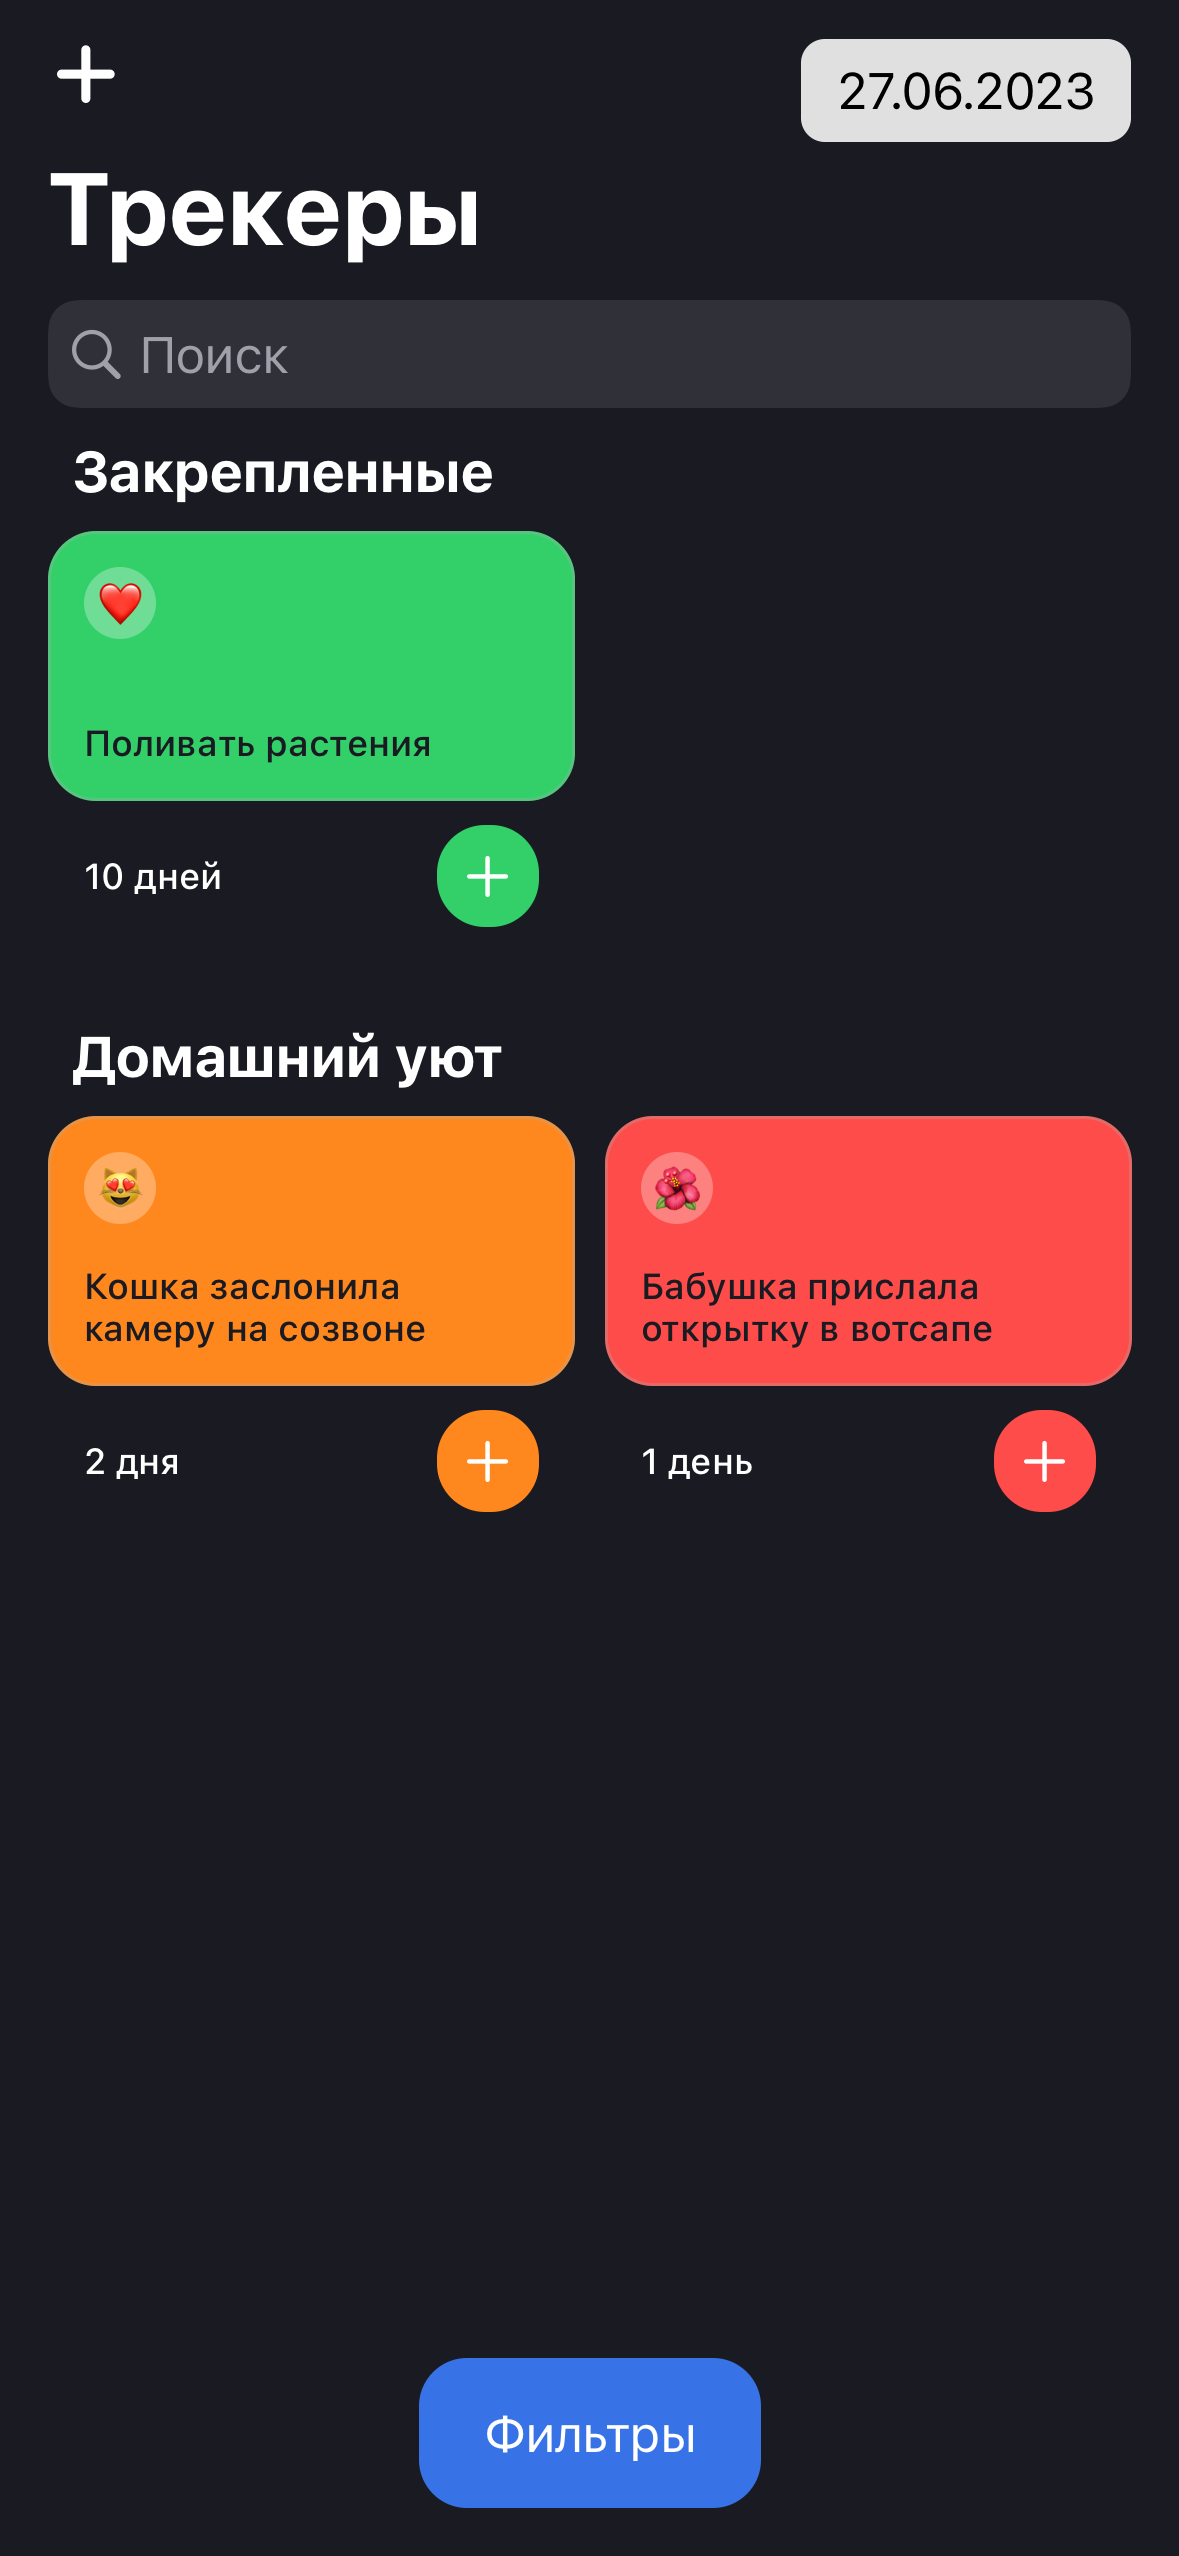 27.06.2023
Трекеры
Поиск
Закрепленные
Поливать растения
10 дней
Домашний уют
Кошка заслонила
камеру на созвоне
2 дня
Бабушка прислала
открытку в вотсапе
1 день
Фильтры